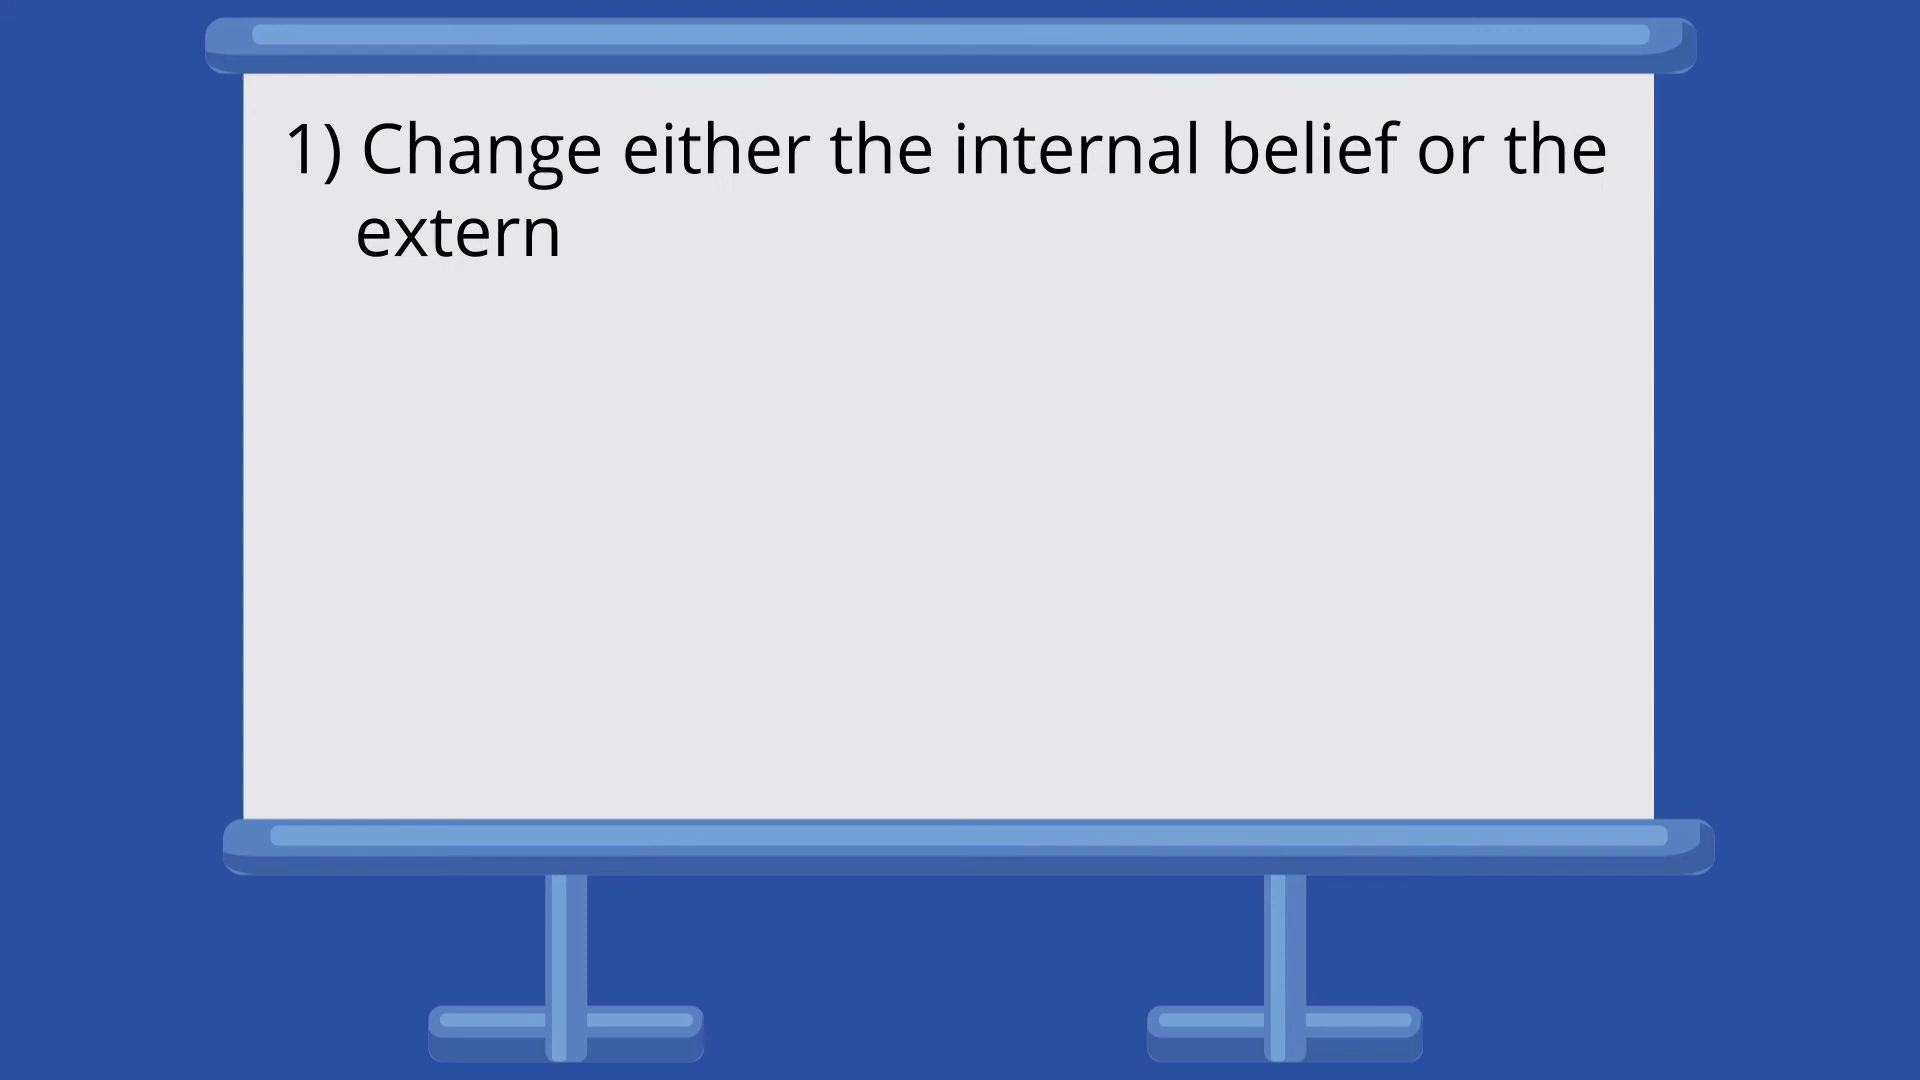 1) Change either the internal belief or the
extern